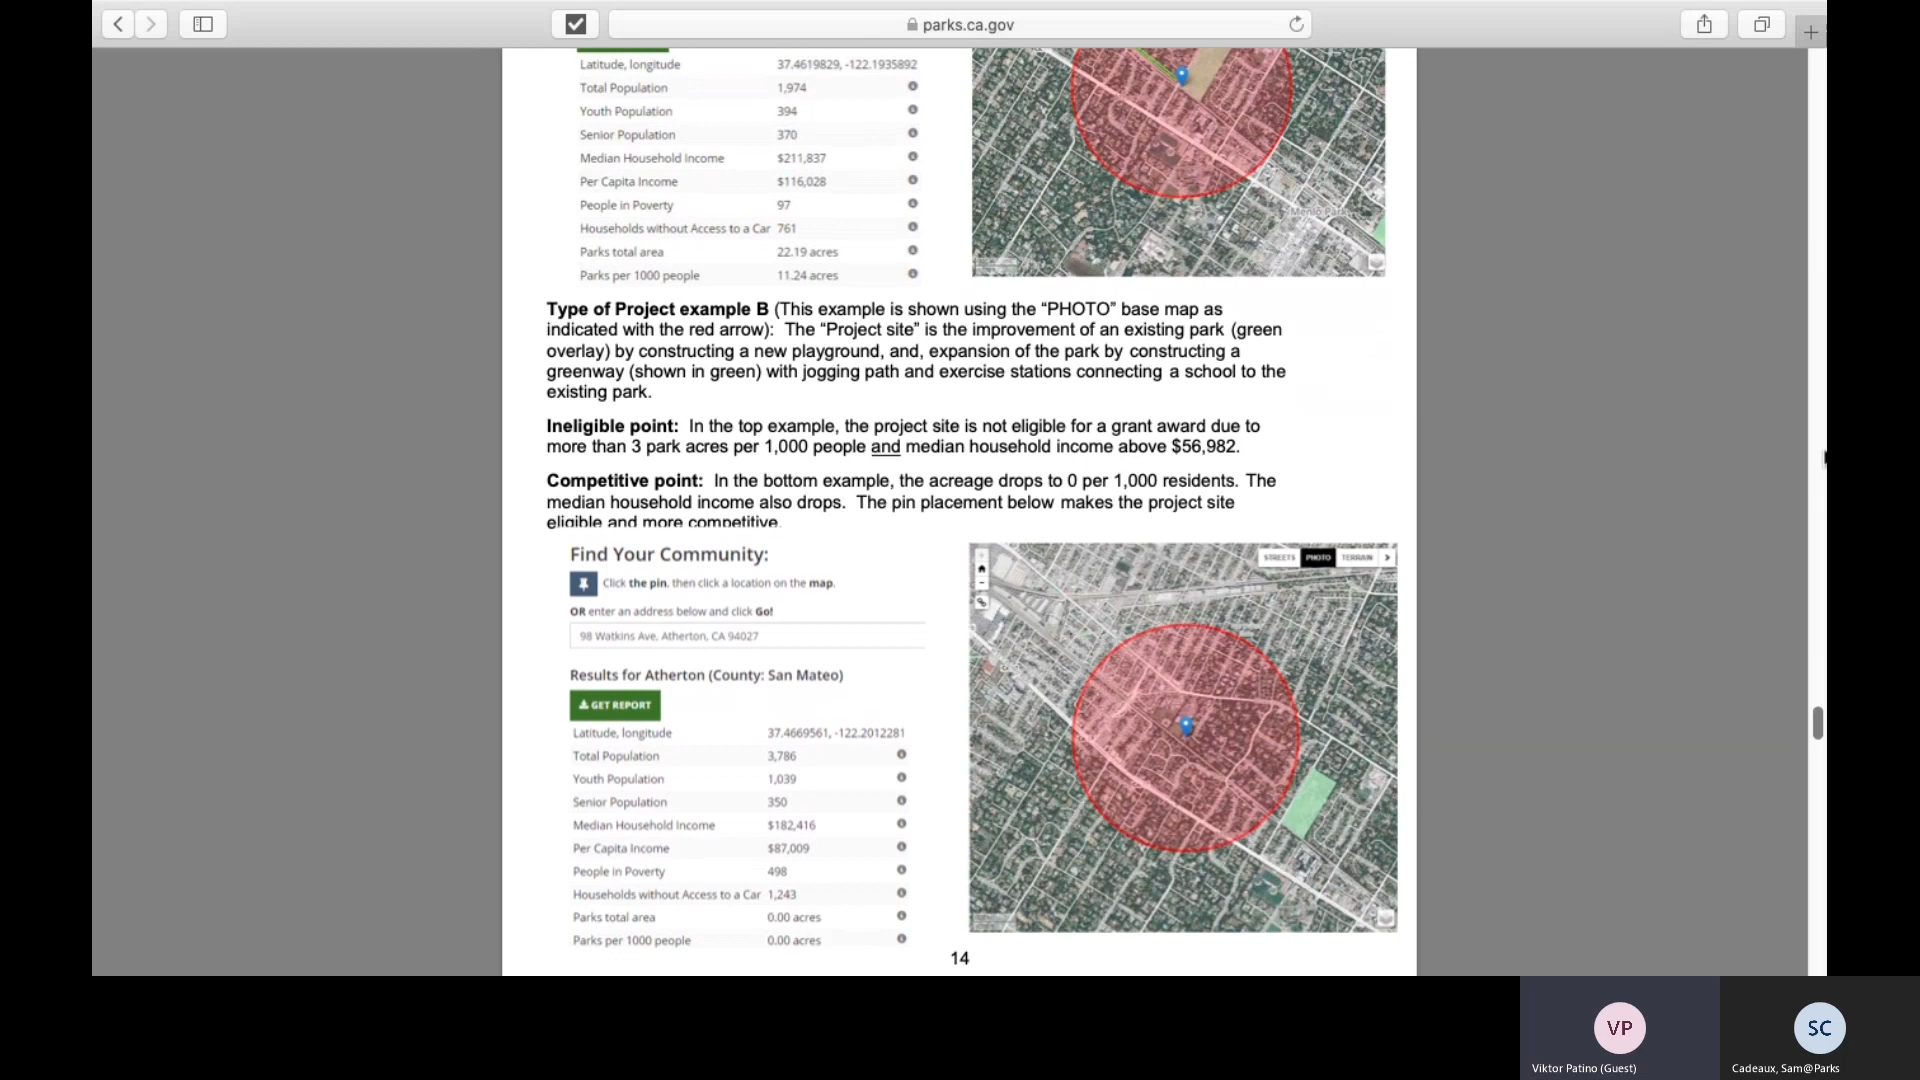 parks.ca.gov
Latitude, longitude 37.4619829, -122.1935892
Total Population 1,974
Youth Population 394
Senior Population 370
Median Household Income $211,837
Per Capita Income $116,028
People in Poverty 97
Households without Access to a Car 761
Parks total area 22.19 acres
Parks per 1000 people 11.24 acres
Menlo Park
Type of Project example B (This example is shown using the “PHOTO” base map as
indicated with the red arrow): The “Project site” is the improvement of an existing park (green
overlay) by constructing a new playground, and, expansion of the park by constructing a
greenway (shown in green) with jogging path and exercise stations connecting a school to the
existing park.
Ineligible point: In the top example, the project site is not eligible for a grant award due to
more than 3 park acres per 1,000 people and median household income above $56,982.
Competitive point: In the bottom example, the acreage drops to 0 per 1,000 residents. The
median household income also drops. The pin placement below makes the project site
eligible and more competitive.
Find Your Community:
Click the pin, then click a location on the map.
OR enter an address below and click Go!
98 Watkins Ave, Atherton, CA 94027
Results for Atherton (County: San Mateo)
GET REPORT
Latitude, longitude 37.4669561, -122.2012281
Total Population 3,786
Youth Population 1,039
Senior Population 350
Median Household Income $182,416
Per Capita Income $87,009
People in Poverty 498
Households without Access to a Car 1,243
Parks total area 0.00 acres
Parks per 1000 people 0.00 acres
STREETS PHOTO TERRAIN
14
VP
Viktor Patino (Guest)
SC
Cadeaux, Sam@Parks